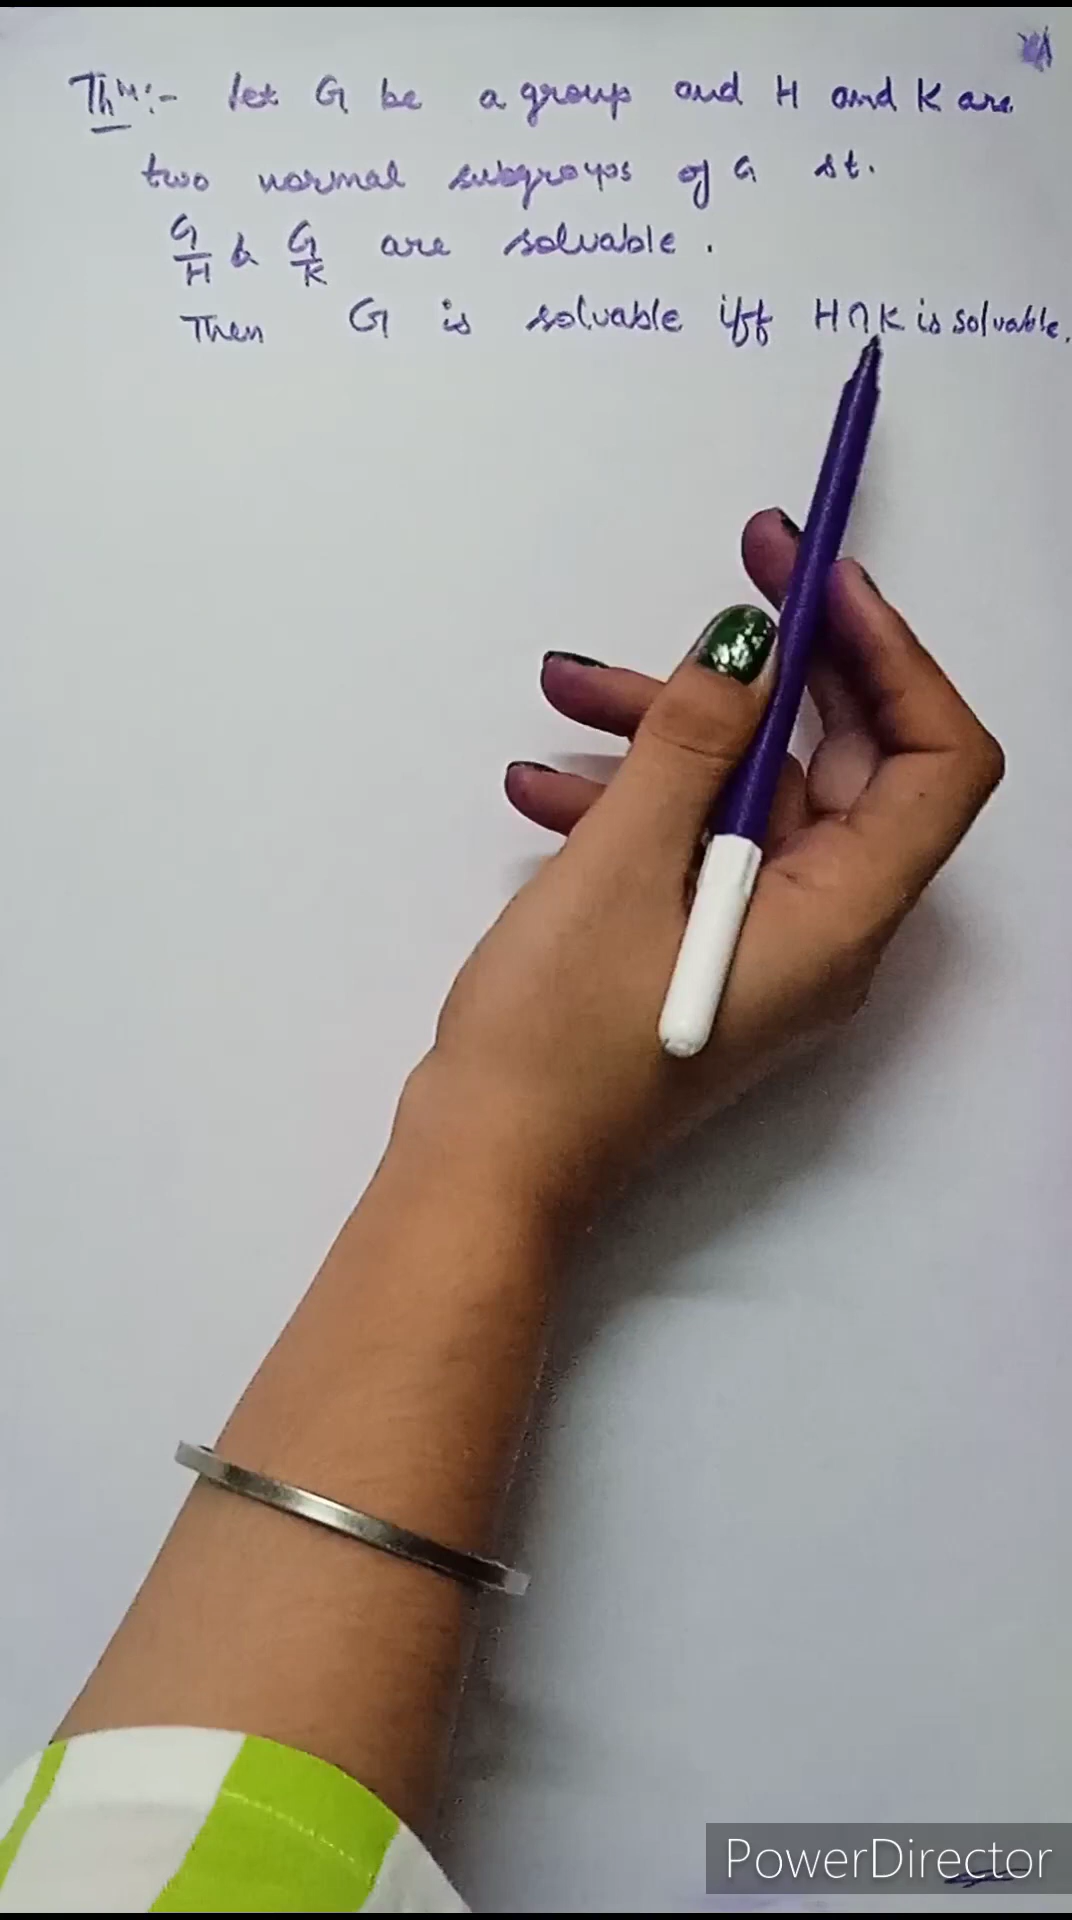 Thm:- let G be a group and H and K are
two normal subgroups of G st.
G/H & G/K are solvable.
Then G is solvable iff H∩K is solvable.
PowerDirector